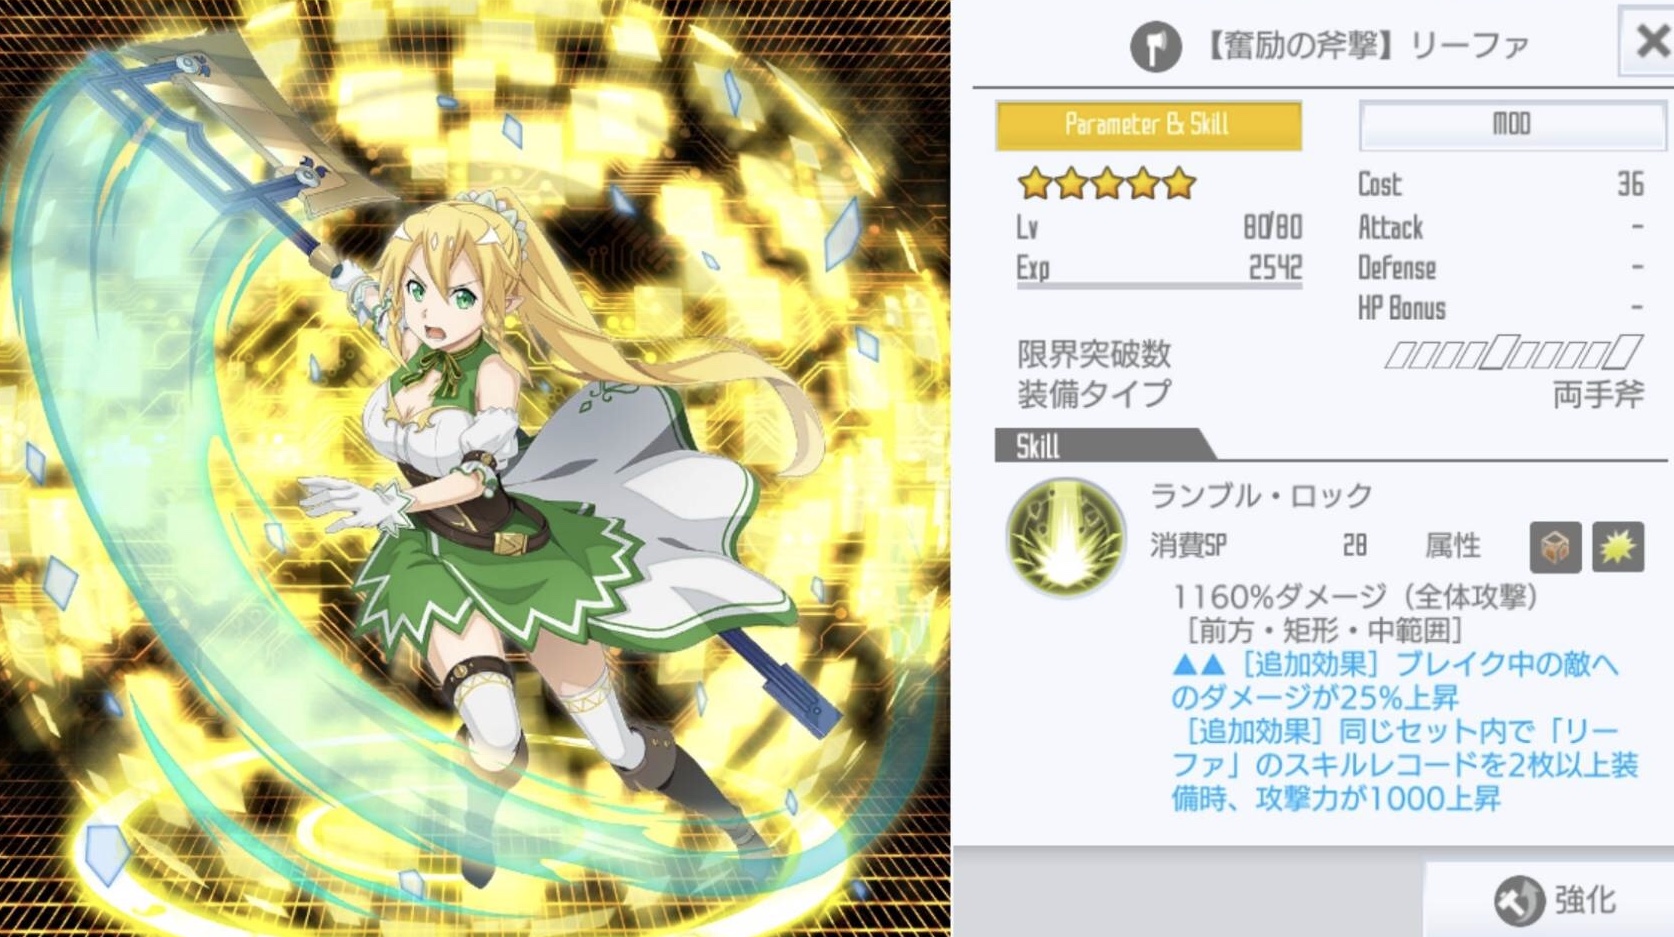 【奮励の斧撃】リーファ
Parameter & Skill
MOD
Lv 80/80
Exp 2542
Cost 36
Attack -
Defense -
HP Bonus -
限界突破数
装備タイプ 両手斧
Skill
ランブル・ロック
消費SP 28 属性
1160%ダメージ（全体攻撃）
［前方・矩形・中範囲］
▲▲［追加効果］ブレイク中の敵へ
のダメージが25%上昇
［追加効果］同じセット内で「リー
ファ」のスキルレコードを2枚以上装
備時、攻撃力が1000上昇
強化